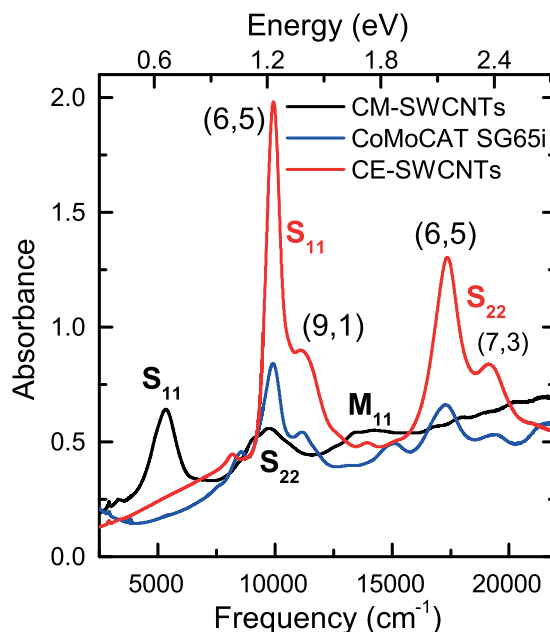 Energy (eV)
0.6 1.2 1.8 2.4
2.0
1.5
1.0
0.5
0.0
Absorbance
CM-SWCNTs
CoMoCAT SG65i
CE-SWCNTs
(6,5)
S₁₁
(9,1)
(6,5)
S₂₂
(7,3)
S₁₁
M₁₁
S₂₂
5000 10000 15000 20000
Frequency (cm⁻¹)